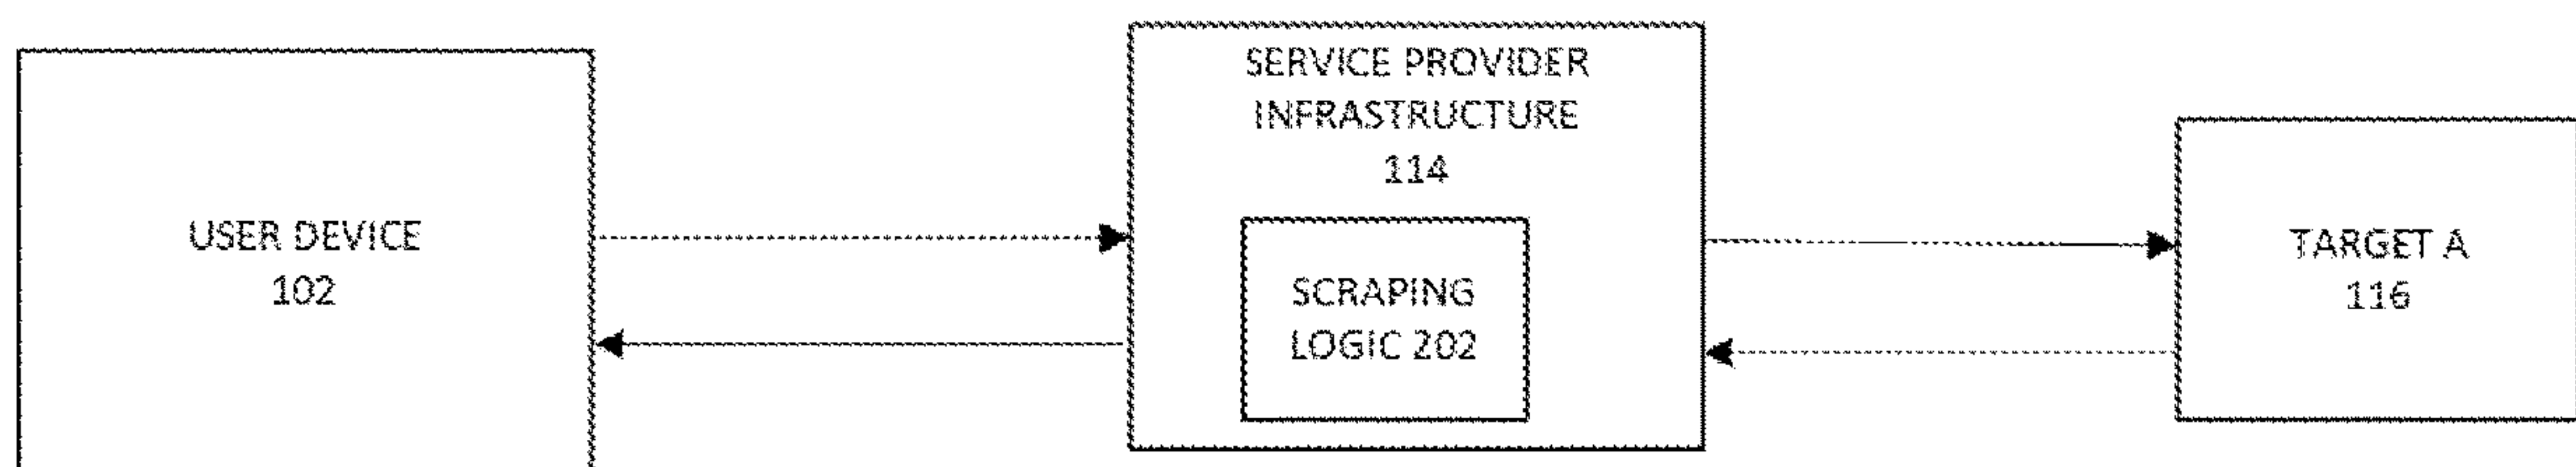 USER DEVICE
102
SERVICE PROVIDER
INFRASTRUCTURE
114
SCRAPING
LOGIC 202
TARGET A
116